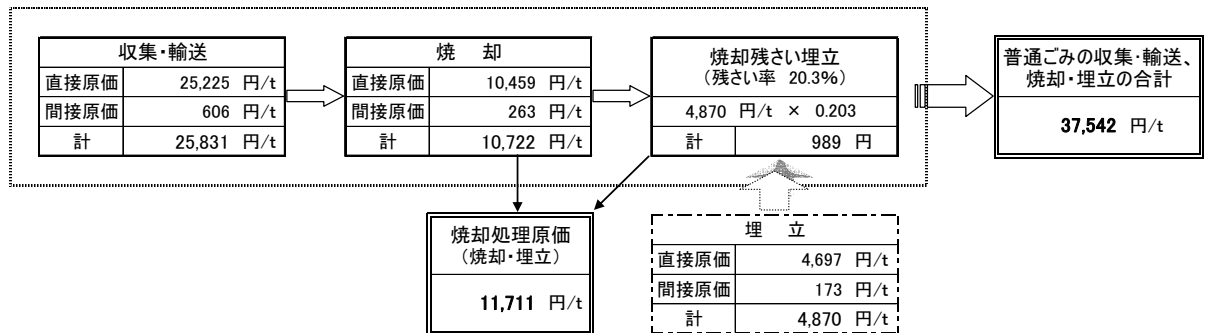 収集・輸送
直接原価 25,225 円/t
間接原価 606 円/t
計 25,831 円/t
焼 却
直接原価 10,459 円/t
間接原価 263 円/t
計 10,722 円/t
焼却残さい埋立
(残さい率 20.3%)
4,870 円/t × 0.203
計 989 円
普通ごみの収集・輸送、
焼却・埋立の合計
37,542 円/t
焼却処理原価
(焼却・埋立)
11,711 円/t
埋 立
直接原価 4,697 円/t
間接原価 173 円/t
計 4,870 円/t